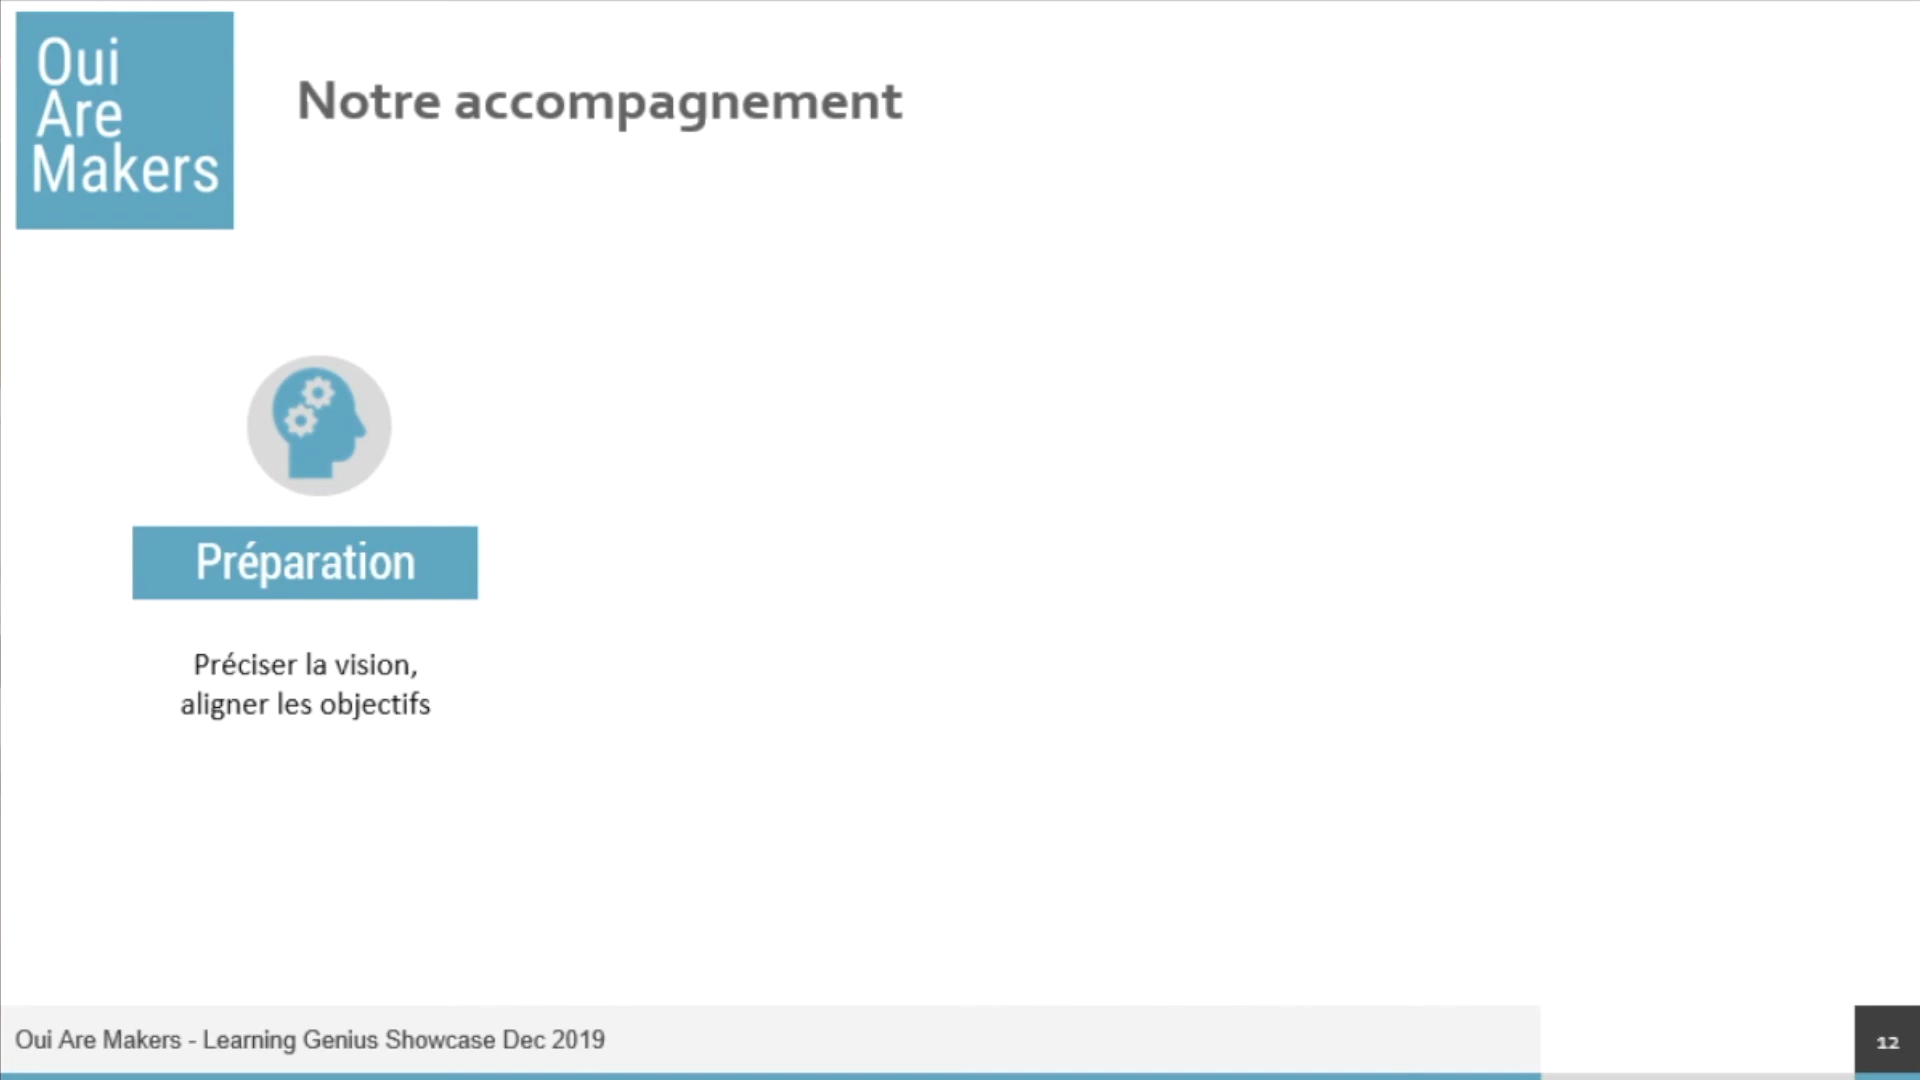 Oui
Are
Makers
Notre accompagnement
Préparation
Préciser la vision,
aligner les objectifs
Oui Are Makers - Learning Genius Showcase Dec 2019
12